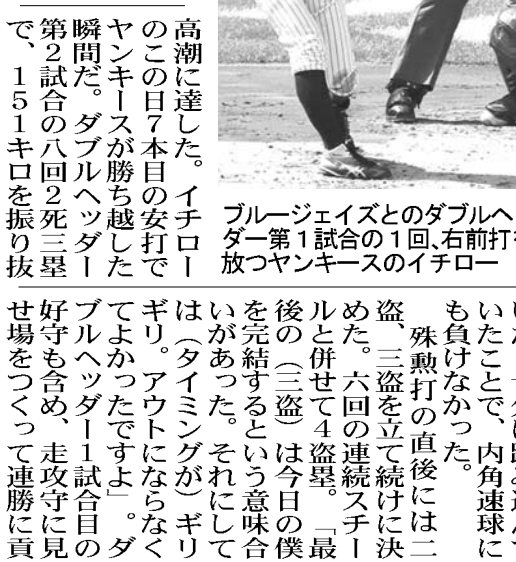 高潮に達した。イチロー
のこの日7本目の安打で
ヤンキースが勝ち越した
瞬間だ。ダブルヘッダー
第2試合の八回2死三塁
で、151キロを振り抜
ブルージェイズとのダブルヘ
ダー第1試合の1回、右前打
放つヤンキースのイチロー
いたことで、内角速球に
も負けなかった。
殊勲打の直後には二
盗、三盗を立て続けに決
めた。六回の連続スチー
ルと併せて4盗塁。「最
後の（三盗）は今日の僕
を完結するという意味合
いがあった。それにして
は（タイミングが）ギリ
ギリ。アウトにならなく
てよかったですよ」。ダ
ブルヘッダー1試合目の
好守も含め、走攻守に見
せ場をつくって連勝に貢